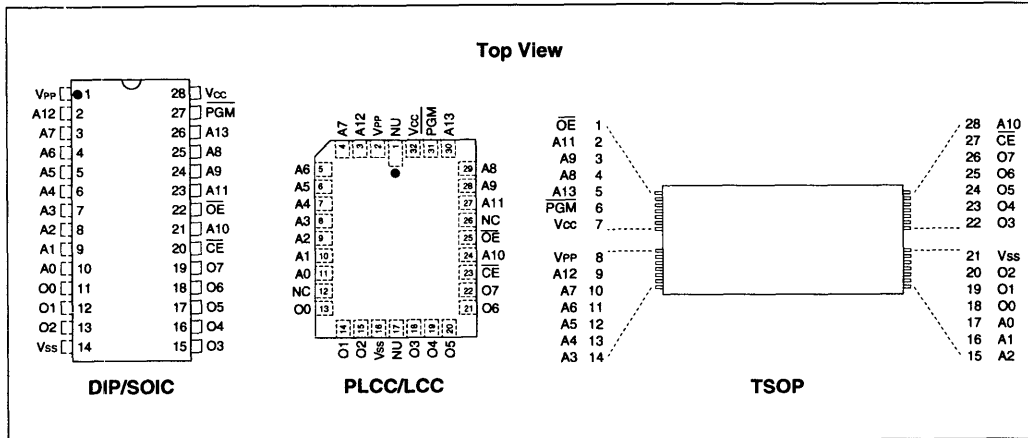 Top View
VPP 1 28 VCC
A12 2 27 P̅G̅M̅
A7 3 26 A13
A6 4 25 A8
A5 5 24 A9
A4 6 23 A11
A3 7 22 O̅E̅
A2 8 21 A10
A1 9 20 C̅E̅
A0 10 19 O7
O0 11 18 O6
O1 12 17 O5
O2 13 16 O4
VSS 14 15 O3
DIP/SOIC
A7 A12 VPP NU VCC P̅G̅M̅ A13
4 3 2 1 32 31 30
A6 5 29 A8
A5 6 28 A9
A4 7 27 A11
A3 8 26 NC
A2 9 25 O̅E̅
A1 10 24 A10
A0 11 23 C̅E̅
NC 12 22 O7
O0 13 21 O6
14 15 16 17 18 19 20
O1 O2 VSS NU O3 O4 O5
PLCC/LCC
O̅E̅ 1 28 A10
A11 2 27 C̅E̅
A9 3 26 O7
A8 4 25 O6
A13 5 24 O5
P̅G̅M̅ 6 23 O4
VCC 7 22 O3
VPP 8 21 VSS
A12 9 20 O2
A7 10 19 O1
A6 11 18 O0
A5 12 17 A0
A4 13 16 A1
A3 14 15 A2
TSOP